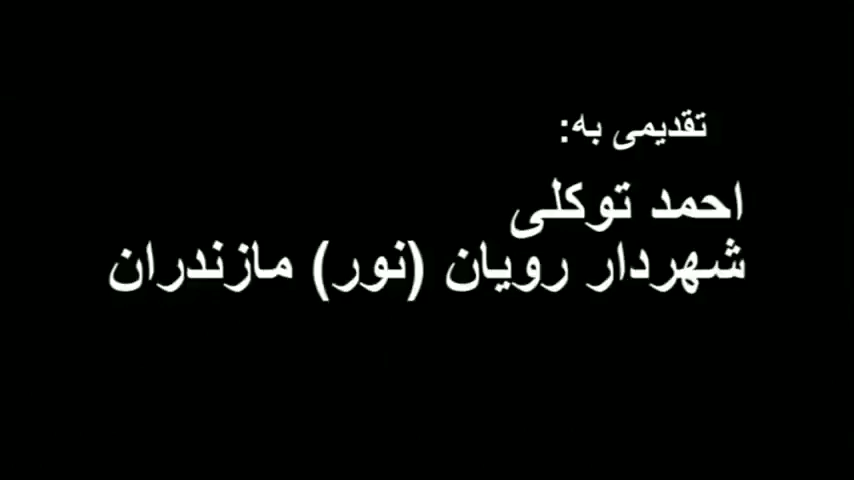 تقدیمی به:
احمد توکلی
شهردار رویان (نور) مازندران